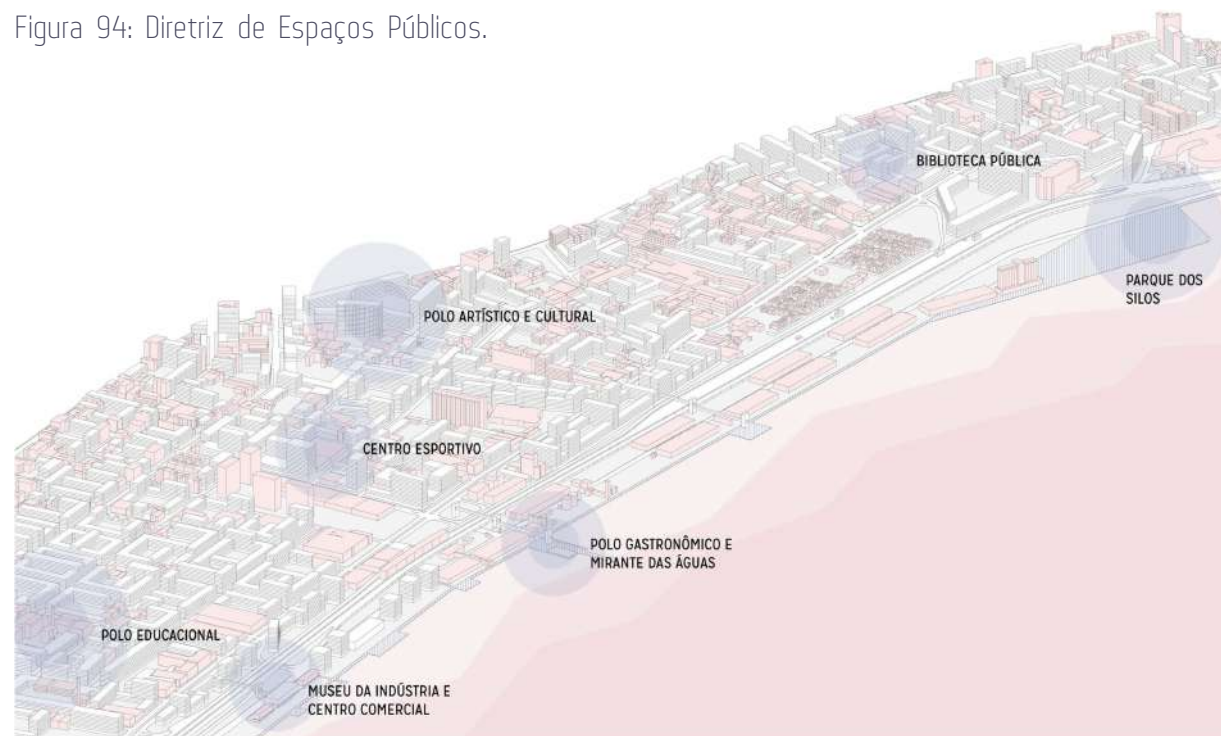 Figura 94: Diretriz de Espaços Públicos.
BIBLIOTECA PÚBLICA
PARQUE DOS
SILOS
POLO ARTÍSTICO E CULTURAL
CENTRO ESPORTIVO
POLO GASTRONÔMICO E
MIRANTE DAS ÁGUAS
POLO EDUCACIONAL
MUSEU DA INDÚSTRIA E
CENTRO COMERCIAL